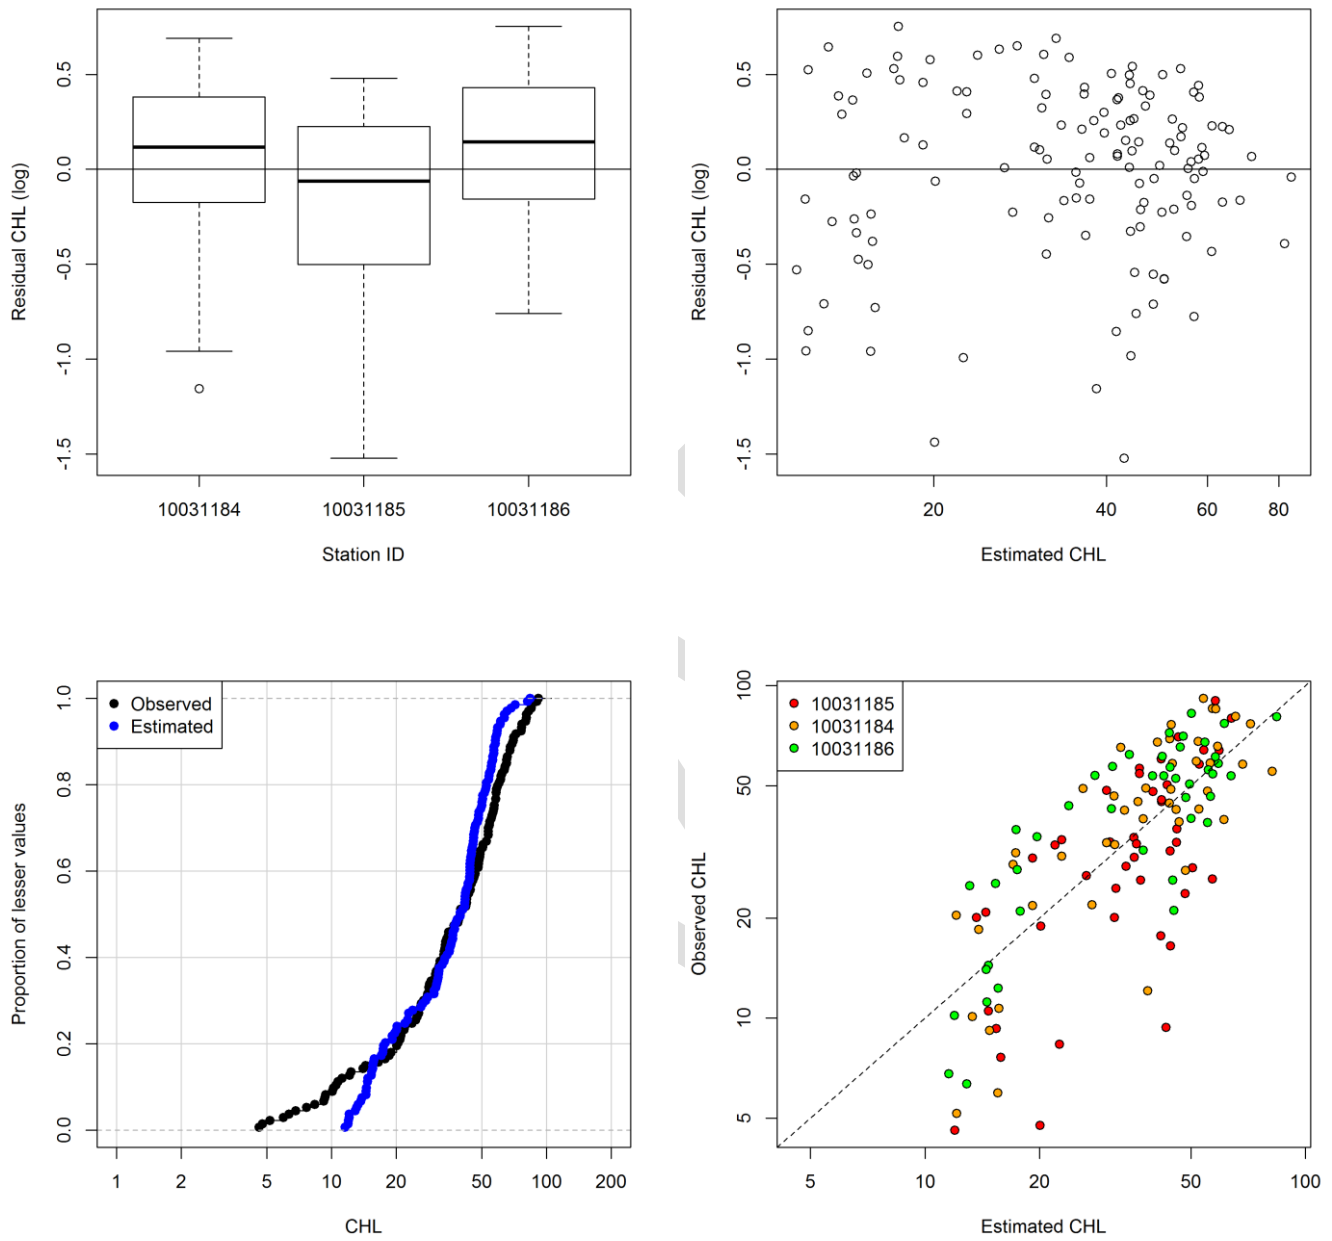 Residual CHL (log)
0.5
0.0
-0.5
-1.0
-1.5
10031184 10031185 10031186
Station ID
Residual CHL (log)
0.5
0.0
-0.5
-1.0
-1.5
20 40 60 80
Estimated CHL
Proportion of lesser values
1.0
0.8
0.6
0.4
0.2
0.0
Observed
Estimated
1 2 5 10 20 50 100 200
CHL
Observed CHL
100
50
20
10
5
10031185
10031184
10031186
5 10 20 50 100
Estimated CHL